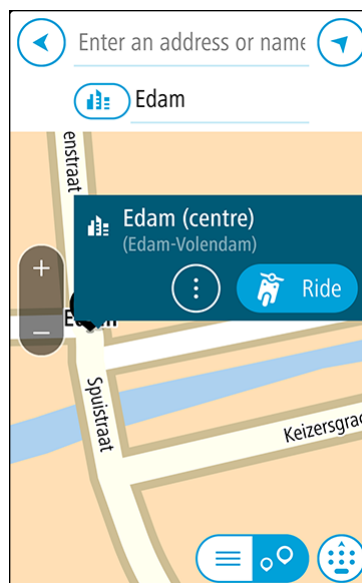 Enter an address or name
Edam
enstraat
Edam (centre)
(Edam-Volendam)
Ride
Spuistraat
Keizersgrac